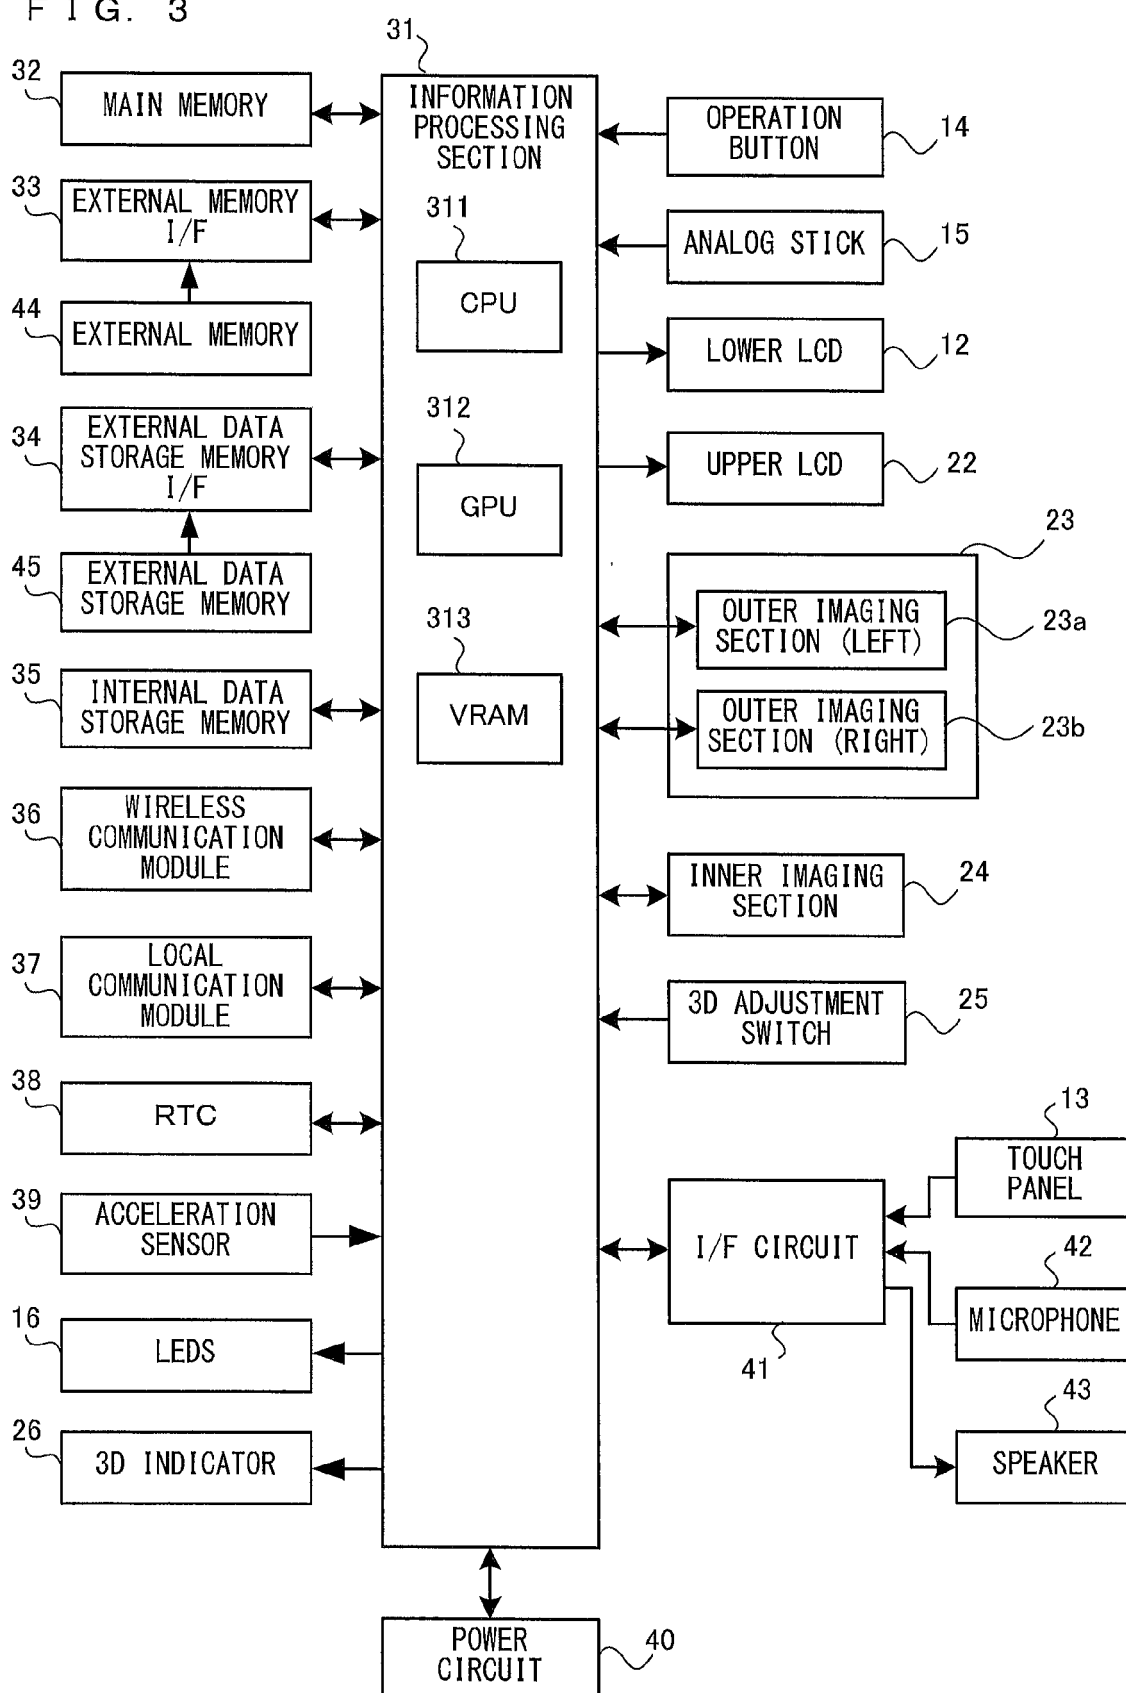 FIG. 3
31
INFORMATION
PROCESSING
SECTION
311
CPU
312
GPU
313
VRAM
32
MAIN MEMORY
33
EXTERNAL MEMORY
I/F
44
EXTERNAL MEMORY
34
EXTERNAL DATA
STORAGE MEMORY
I/F
45
EXTERNAL DATA
STORAGE MEMORY
35
INTERNAL DATA
STORAGE MEMORY
36
WIRELESS
COMMUNICATION
MODULE
37
LOCAL
COMMUNICATION
MODULE
38
RTC
39
ACCELERATION
SENSOR
16
LEDS
26
3D INDICATOR
OPERATION
BUTTON
14
ANALOG STICK
15
LOWER LCD
12
UPPER LCD
22
23
OUTER IMAGING
SECTION (LEFT)
23a
OUTER IMAGING
SECTION (RIGHT)
23b
INNER IMAGING
SECTION
24
3D ADJUSTMENT
SWITCH
25
13
TOUCH
PANEL
I/F CIRCUIT
41
42
MICROPHONE
43
SPEAKER
POWER
CIRCUIT
40